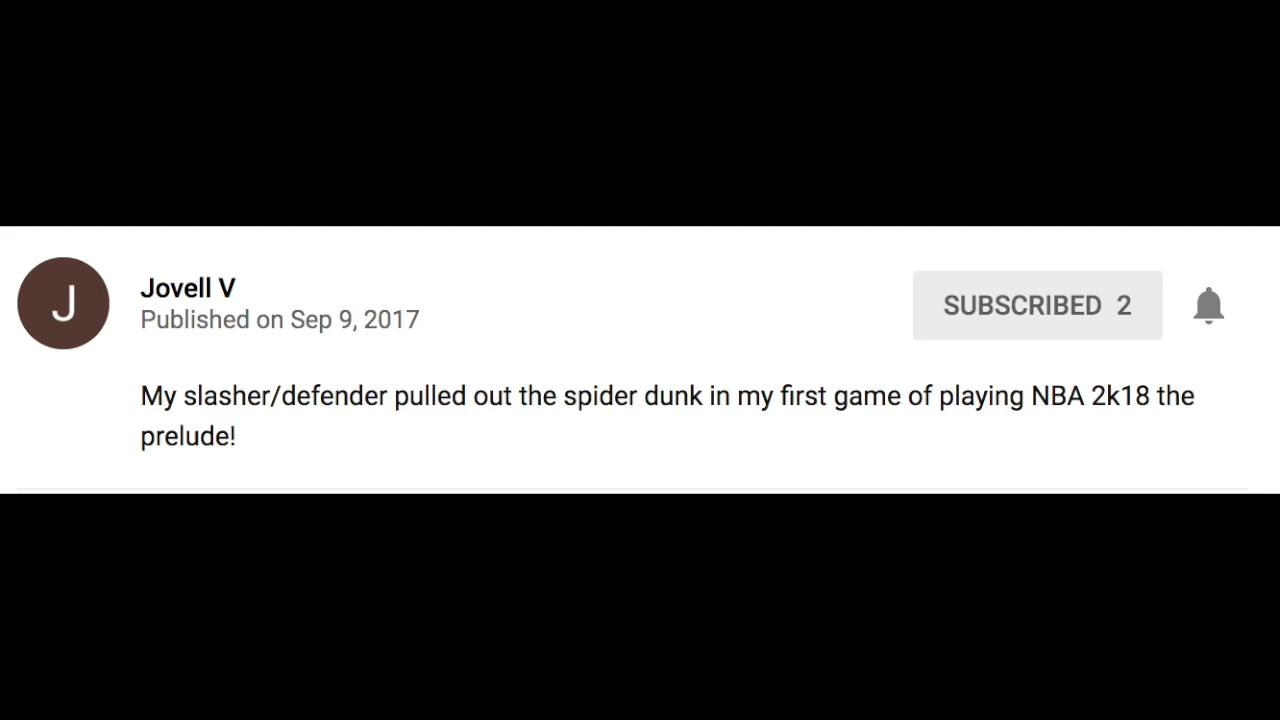 J
Jovell V
Published on Sep 9, 2017
SUBSCRIBED 2
My slasher/defender pulled out the spider dunk in my first game of playing NBA 2k18 the
prelude!